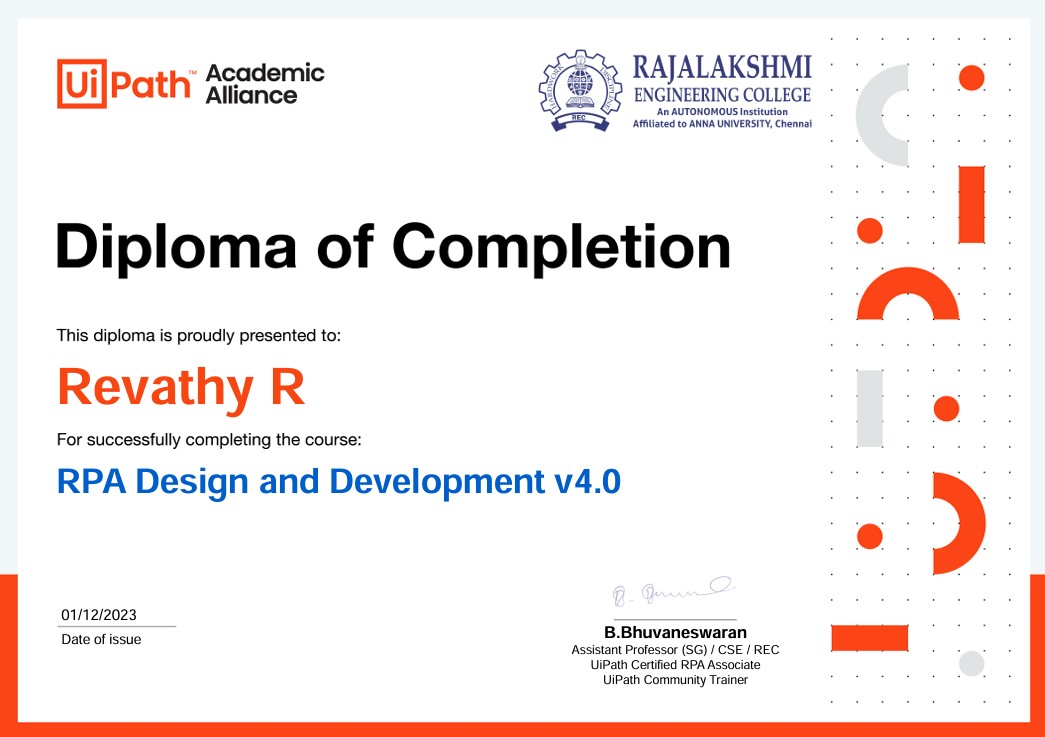 UiPath™ Academic Alliance
RAJALAKSHMI
ENGINEERING COLLEGE
An AUTONOMOUS Institution
Affiliated to ANNA UNIVERSITY, Chennai
HARDWORK
DISCIPLINE
REC
Diploma of Completion
This diploma is proudly presented to:
Revathy R
For successfully completing the course:
RPA Design and Development v4.0
01/12/2023
Date of issue
B.Bhuvaneswaran
Assistant Professor (SG) / CSE / REC
UiPath Certified RPA Associate
UiPath Community Trainer